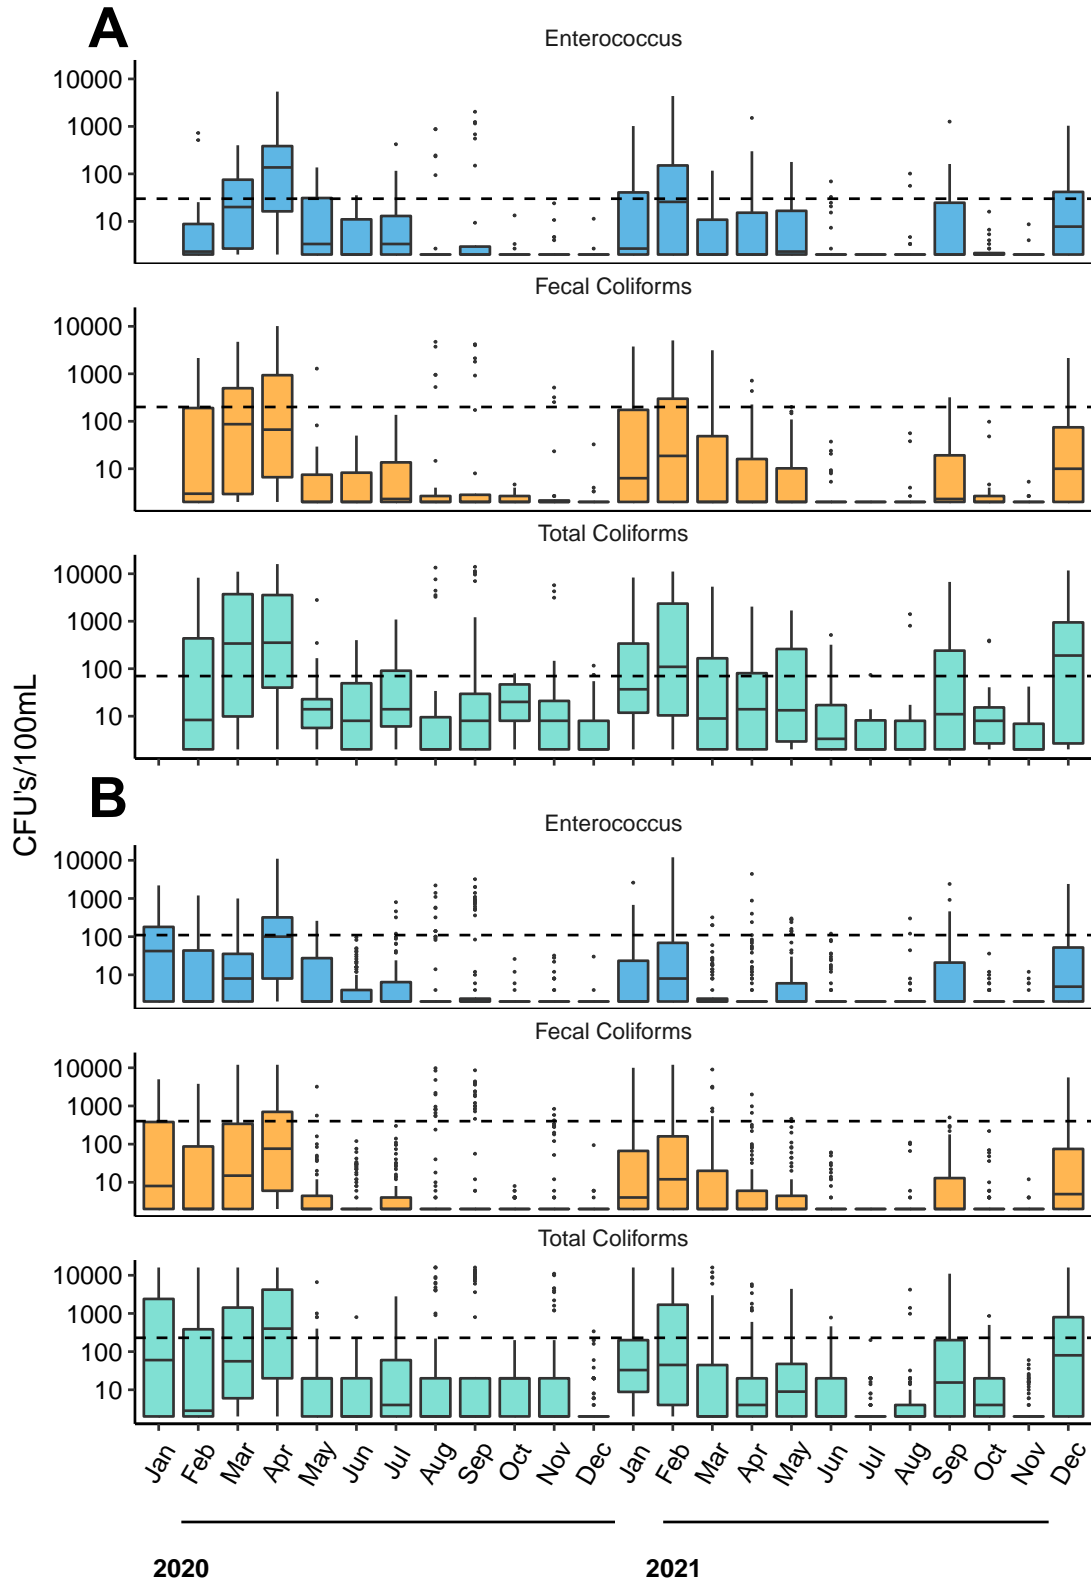 A
Enterococcus
10000
1000
100
10
Fecal Coliforms
10000
1000
100
10
Total Coliforms
10000
1000
100
10
CFU's/100mL
B
Enterococcus
10000
1000
100
10
Fecal Coliforms
10000
1000
100
10
Total Coliforms
10000
1000
100
10
Jan Feb Mar Apr May Jun Jul Aug Sep Oct Nov Dec Jan Feb Mar Apr May Jun Jul Aug Sep Oct Nov Dec
2020 2021